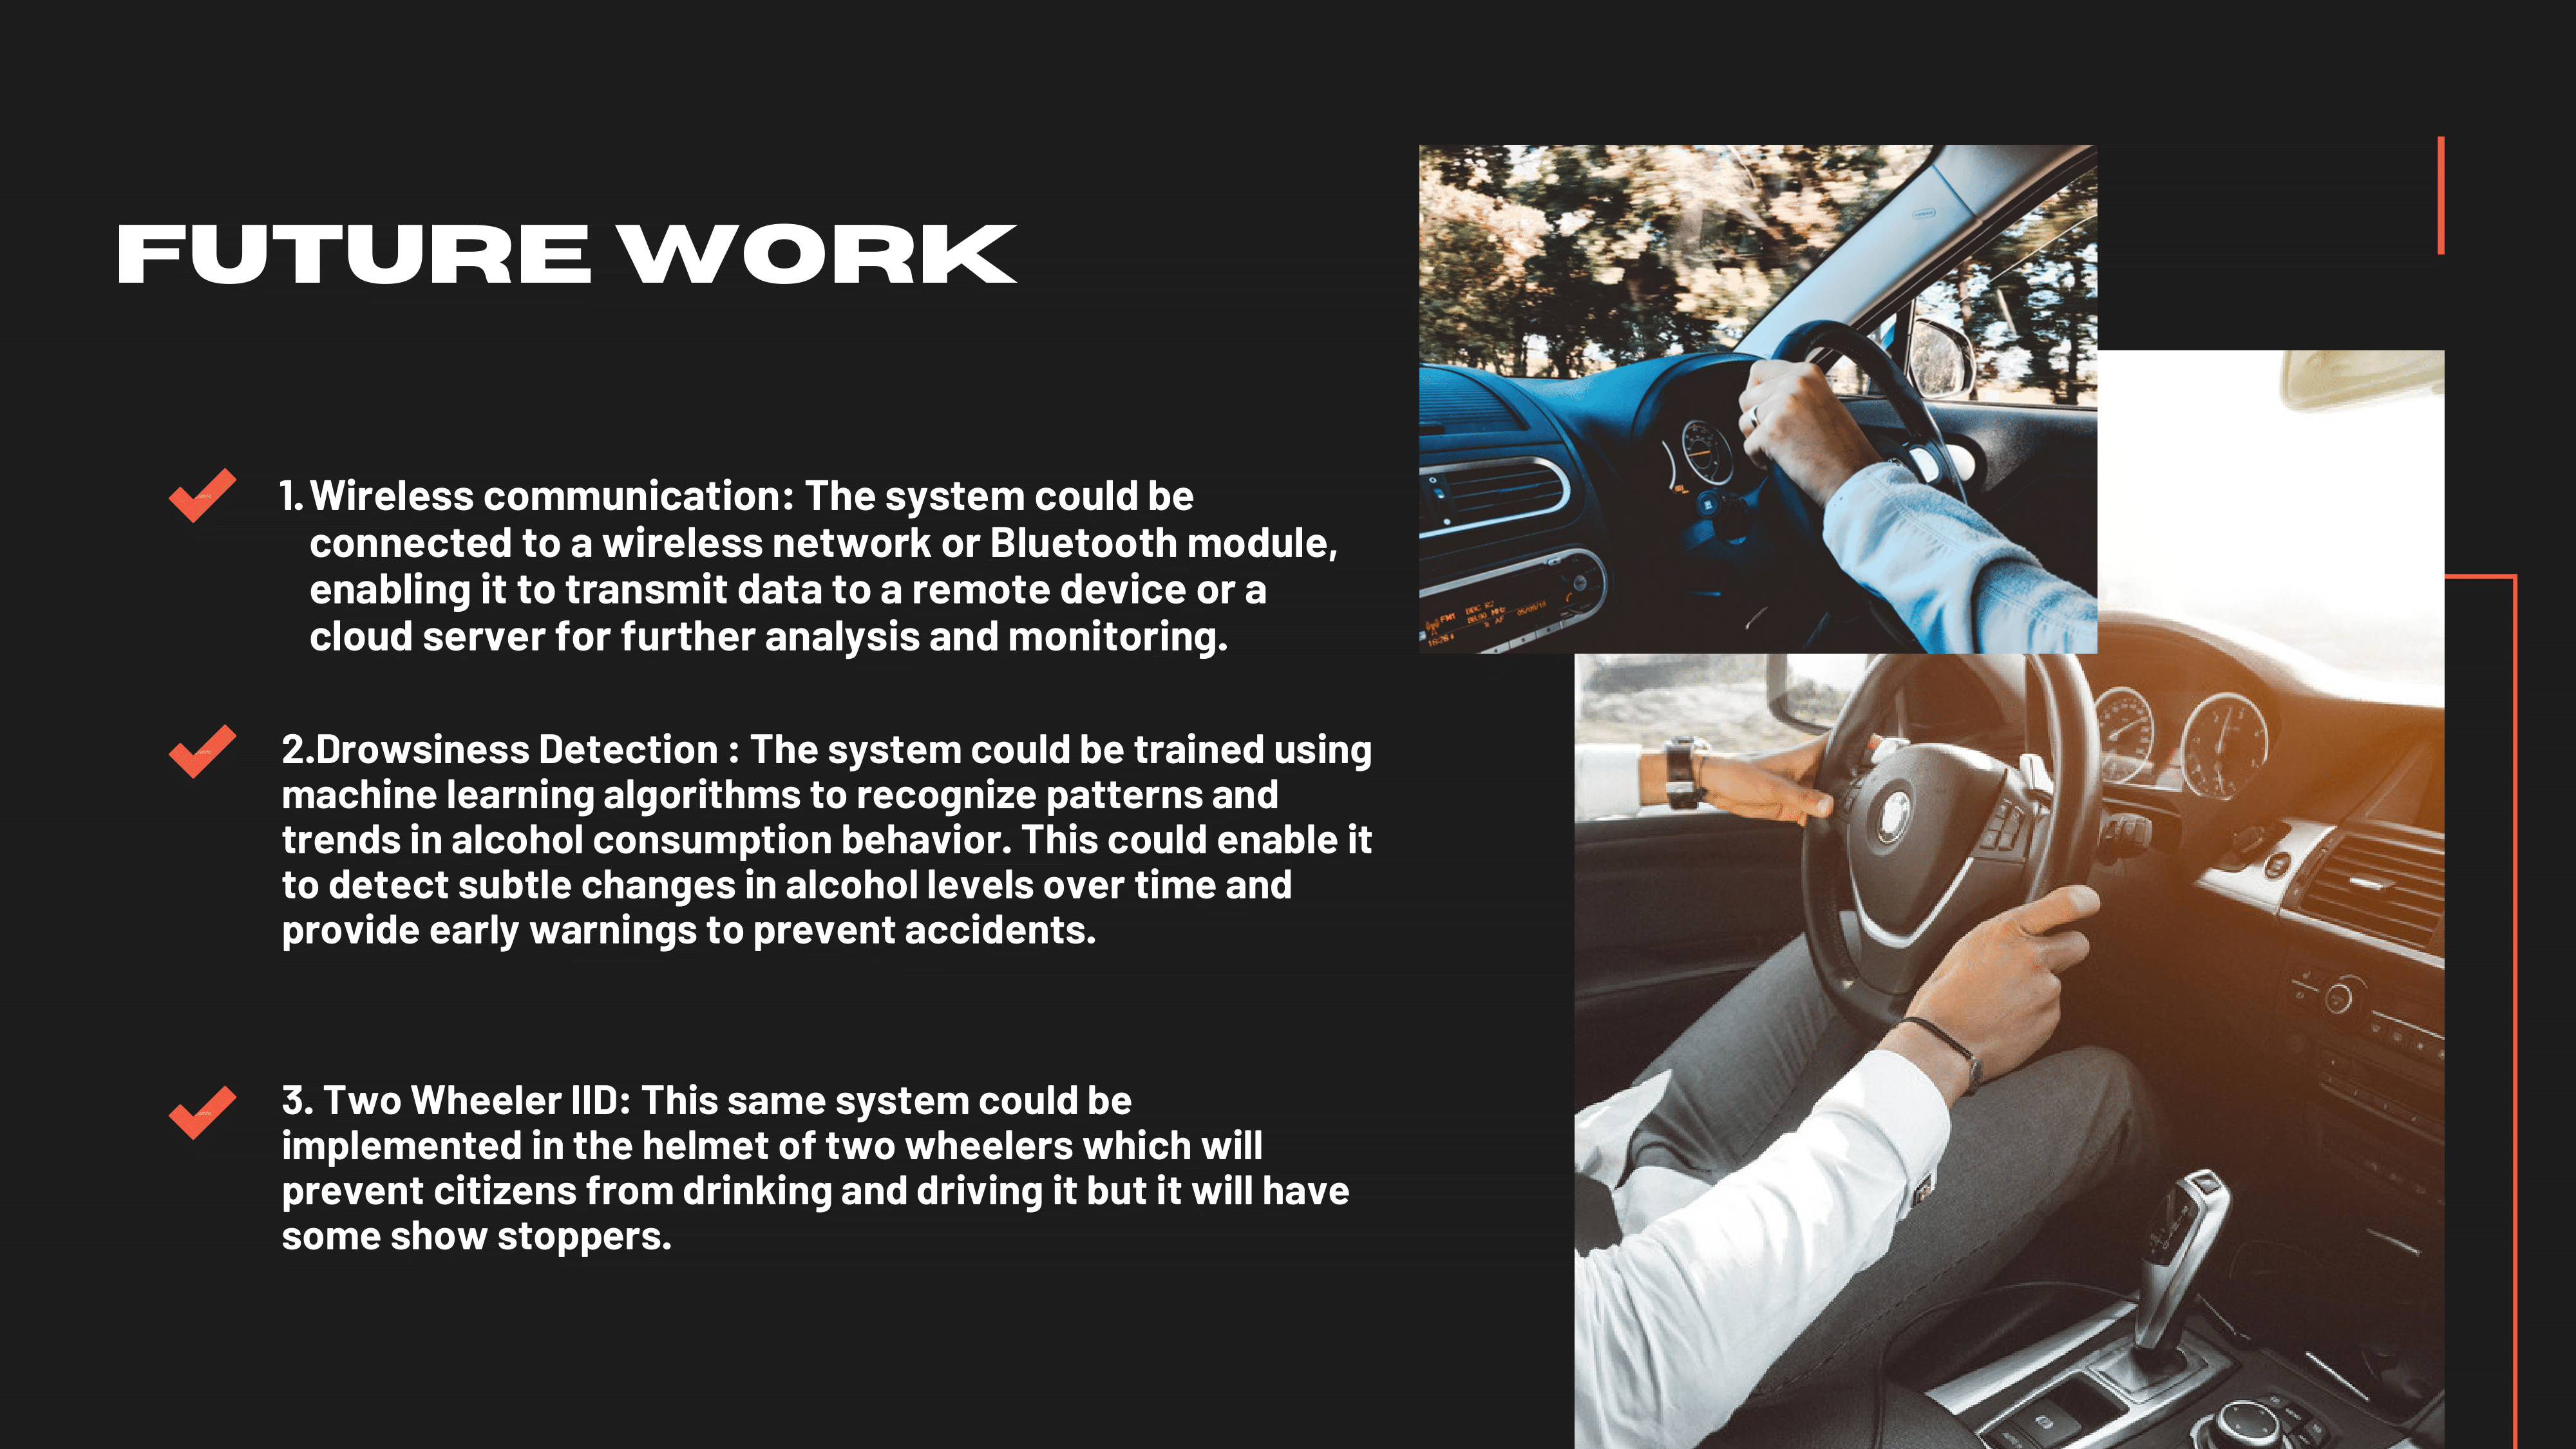 FUTURE WORK
1. Wireless communication: The system could be
connected to a wireless network or Bluetooth module,
enabling it to transmit data to a remote device or a
cloud server for further analysis and monitoring.
2.Drowsiness Detection : The system could be trained using
machine learning algorithms to recognize patterns and
trends in alcohol consumption behavior. This could enable it
to detect subtle changes in alcohol levels over time and
provide early warnings to prevent accidents.
3. Two Wheeler IID: This same system could be
implemented in the helmet of two wheelers which will
prevent citizens from drinking and driving it but it will have
some show stoppers.